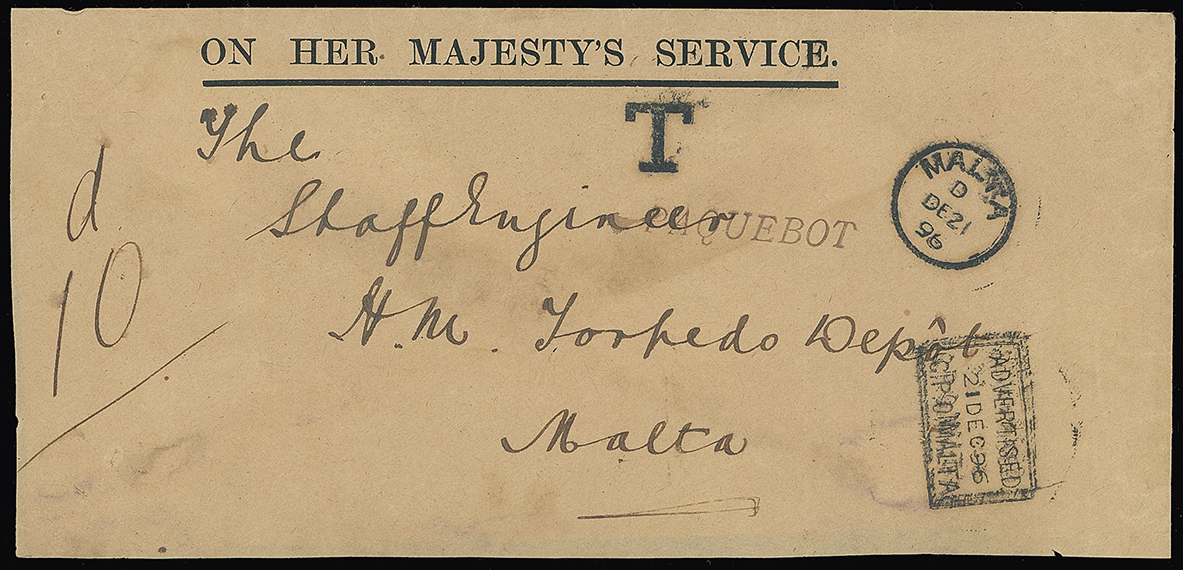 ON HER MAJESTY'S SERVICE.
T
The
Staff Engineer
PAQUEBOT
H.M. Torpedo Depôt
Malta
d
10
MALTA
D
DE 21
96
ADVERTISED
21 DEC 96
G.P.O. MALTA